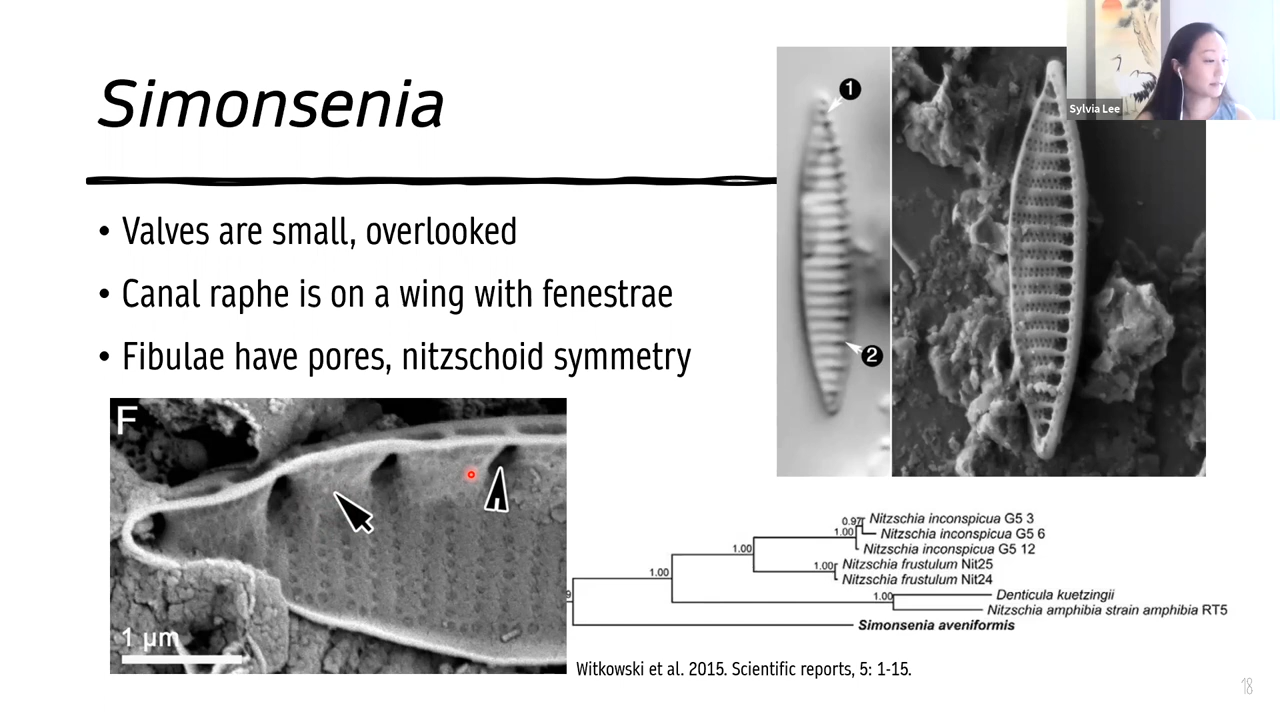 Simonsenia
1
Sylvia Lee
• Valves are small, overlooked
• Canal raphe is on a wing with fenestrae
• Fibulae have pores, nitzschoid symmetry
2
F
1 µm
0.97
Nitzschia inconspicua G5 3
1.00
Nitzschia inconspicua G5 6
1.00
Nitzschia inconspicua G5 12
1.00
Nitzschia frustulum Nit25
1.00
Nitzschia frustulum Nit24
9
1.00
Denticula kuetzingii
Nitzschia amphibia strain amphibia RT5
Simonsenia aveniformis
Witkowski et al. 2015. Scientific reports, 5: 1-15.
18